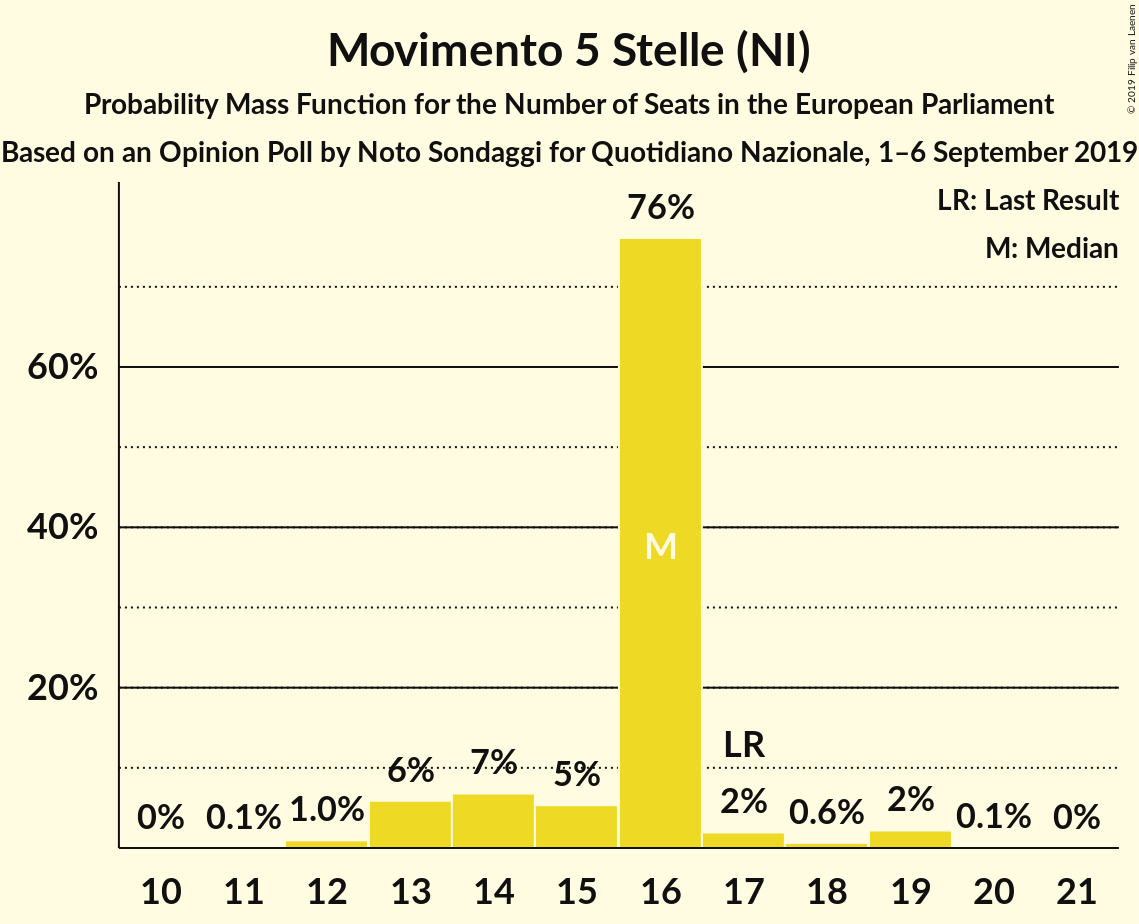 Movimento 5 Stelle (NI)
Probability Mass Function for the Number of Seats in the European Parliament
Based on an Opinion Poll by Noto Sondaggi for Quotidiano Nazionale, 1–6 September 2019
© 2019 Filip van Laenen
LR: Last Result
M: Median
76%
60%
40%
20%
M
LR
0% 0.1% 1.0% 6% 7% 5% 2% 0.6% 2% 0.1% 0%
10 11 12 13 14 15 16 17 18 19 20 21